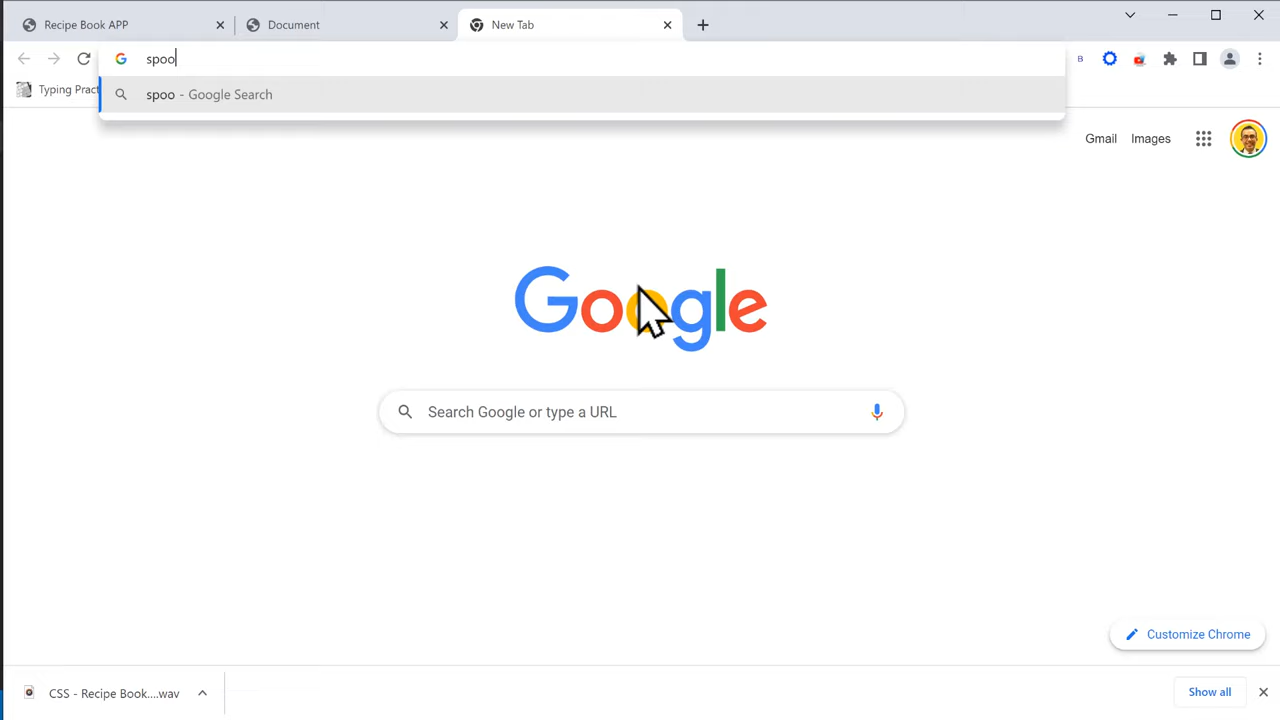 Recipe Book APP
Document
New Tab
spoo
B
spoo - Google Search
Typing Pract
Gmail
Images
Google
Search Google or type a URL
Customize Chrome
CSS - Recipe Book....wav
Show all